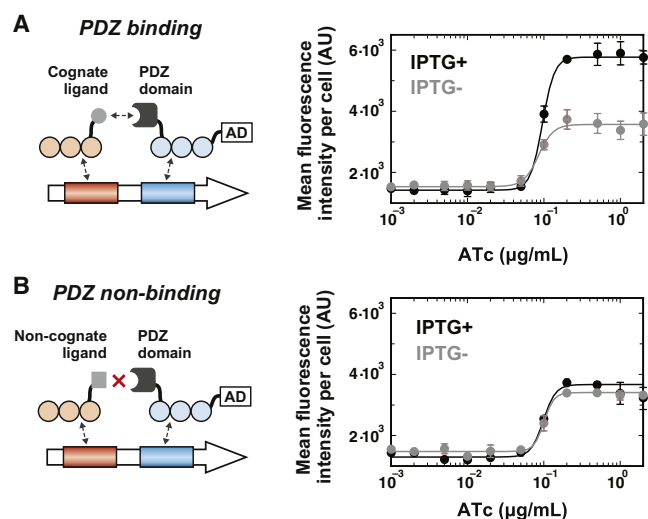 A
PDZ binding
Cognate
ligand
PDZ
domain
AD
Mean fluorescence
intensity per cell (AU)
6·10³
4·10³
2·10³
IPTG+
IPTG-
10⁻³
10⁻²
10⁻¹
10⁰
ATc (µg/mL)
B
PDZ non-binding
Non-cognate
ligand
PDZ
domain
AD
Mean fluorescence
intensity per cell (AU)
6·10³
4·10³
2·10³
IPTG+
IPTG-
10⁻³
10⁻²
10⁻¹
10⁰
ATc (µg/mL)